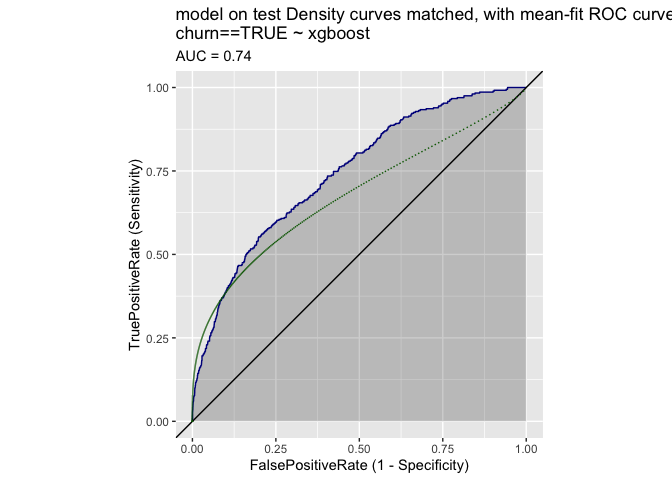 model on test Density curves matched, with mean-fit ROC curve
churn==TRUE ~ xgboost
AUC = 0.74
1.00
0.75
0.50
0.25
0.00
TruePositiveRate (Sensitivity)
0.00 0.25 0.50 0.75 1.00
FalsePositiveRate (1 - Specificity)